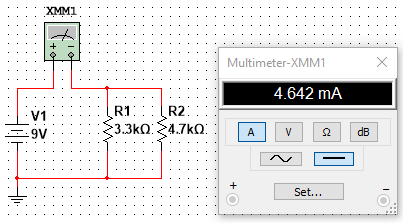 XMM1
Multimeter-XMM1
4.642 mA
V1
9V
R1
3.3kΩ
R2
4.7kΩ
A
V
Ω
dB
Set...
+
−
+
−